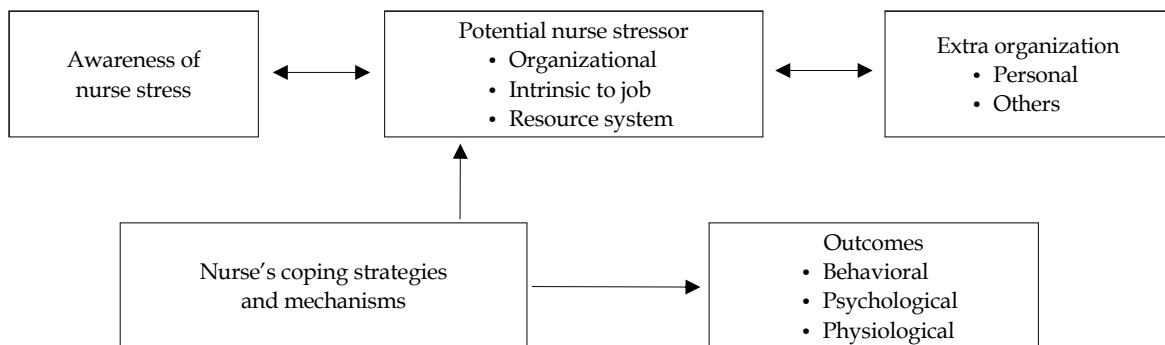 Awareness of
nurse stress
Potential nurse stressor
• Organizational
• Intrinsic to job
• Resource system
Extra organization
• Personal
• Others
Nurse’s coping strategies
and mechanisms
Outcomes
• Behavioral
• Psychological
• Physiological